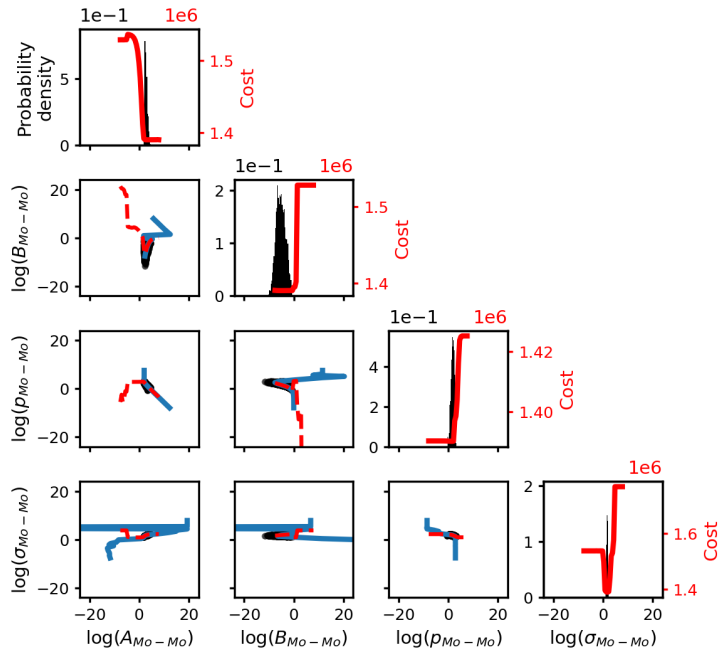 1e−1 1e6
Probability density
5
0
1.5
1.4
Cost
1e−1 1e6
log(B_{Mo−Mo})
20
0
−20
2
1
0
1.5
1.4
Cost
1e−1 1e6
log(p_{Mo−Mo})
20
0
−20
4
2
0
1.42
1.40
Cost
1e6
log(σ_{Mo−Mo})
20
0
−20
2
1
0
1.6
1.4
Cost
−20 0 20
−20 0 20
−20 0 20
−20 0 20
log(A_{Mo−Mo}) log(B_{Mo−Mo}) log(p_{Mo−Mo}) log(σ_{Mo−Mo})